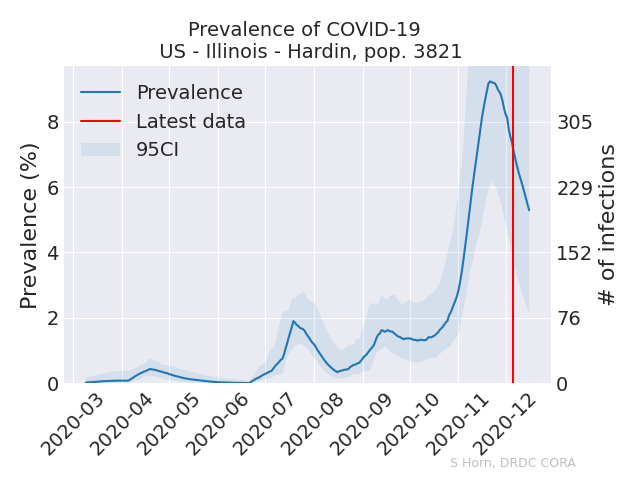 Prevalence of COVID-19
US - Illinois - Hardin, pop. 3821
Prevalence
Latest data
95CI
Prevalence (%)
8
6
4
2
0
305
229
152
76
0
# of infections
2020-03
2020-04
2020-05
2020-06
2020-07
2020-08
2020-09
2020-10
2020-11
2020-12
S Horn, DRDC CORA